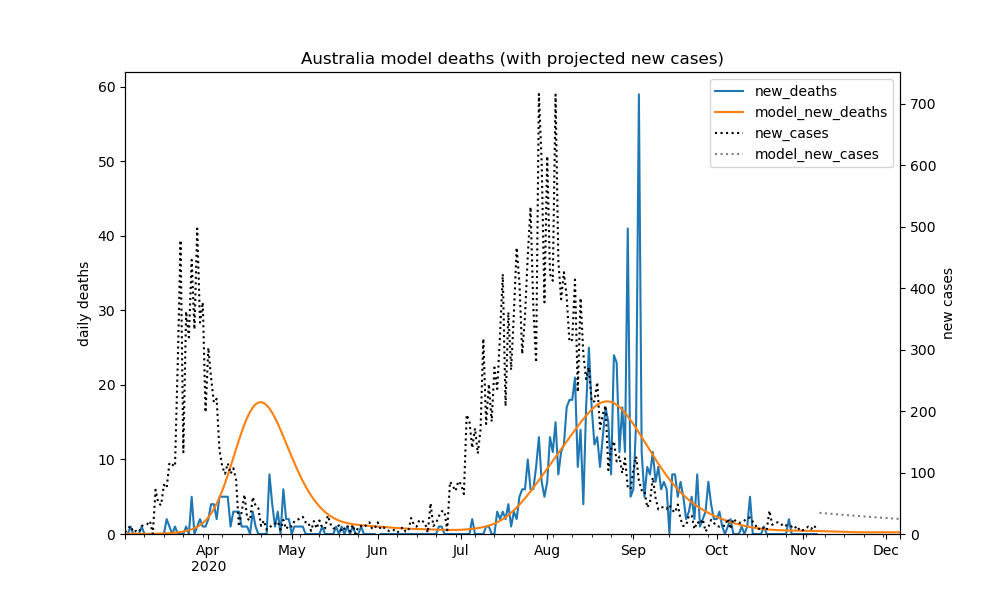 Australia model deaths (with projected new cases)
new_deaths
model_new_deaths
new_cases
model_new_cases
daily deaths
new cases
60
50
40
30
20
10
0
700
600
500
400
300
200
100
0
Apr May Jun Jul Aug Sep Oct Nov Dec
2020